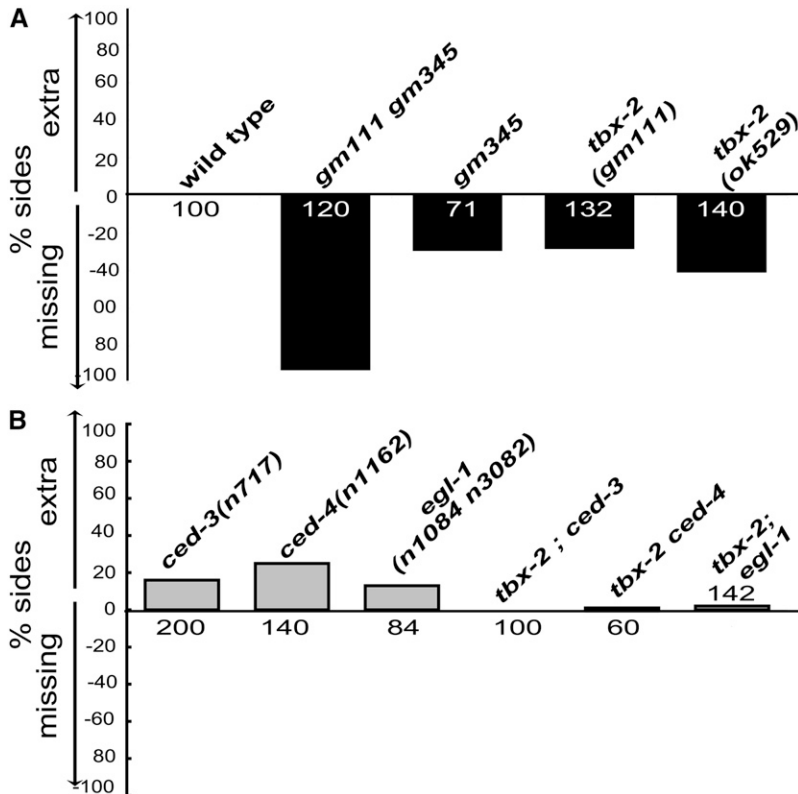 A
% sides
extra
missing
100
80
60
40
20
0
-20
-40
00
80
-100
wild type
gm111 gm345
gm345
tbx-2
(gm111)
tbx-2
(ok529)
100
120
71
132
140
B
% sides
extra
missing
100
80
60
40
20
0
-20
-40
-60
80
-100
ced-3(n717)
ced-4(n1162)
egl-1
(n1084 n3082)
tbx-2 ; ced-3
tbx-2 ced-4
tbx-2;
egl-1
200
140
84
100
60
142